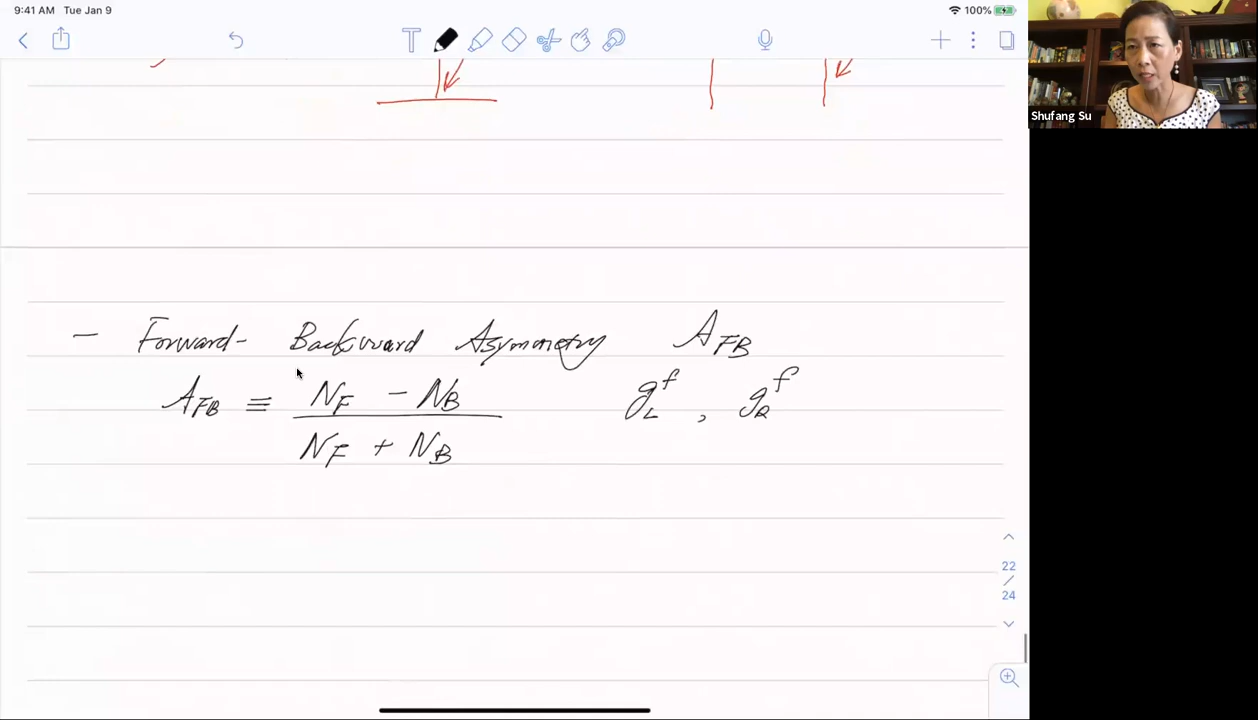 9:41 AM Tue Jan 9
100%
Shufang Su
— Forward- Backward Asymmetry A_FB
A_FB ≡ (N_F - N_B) / (N_F + N_B) g_L^f , g_R^f
22
/
24